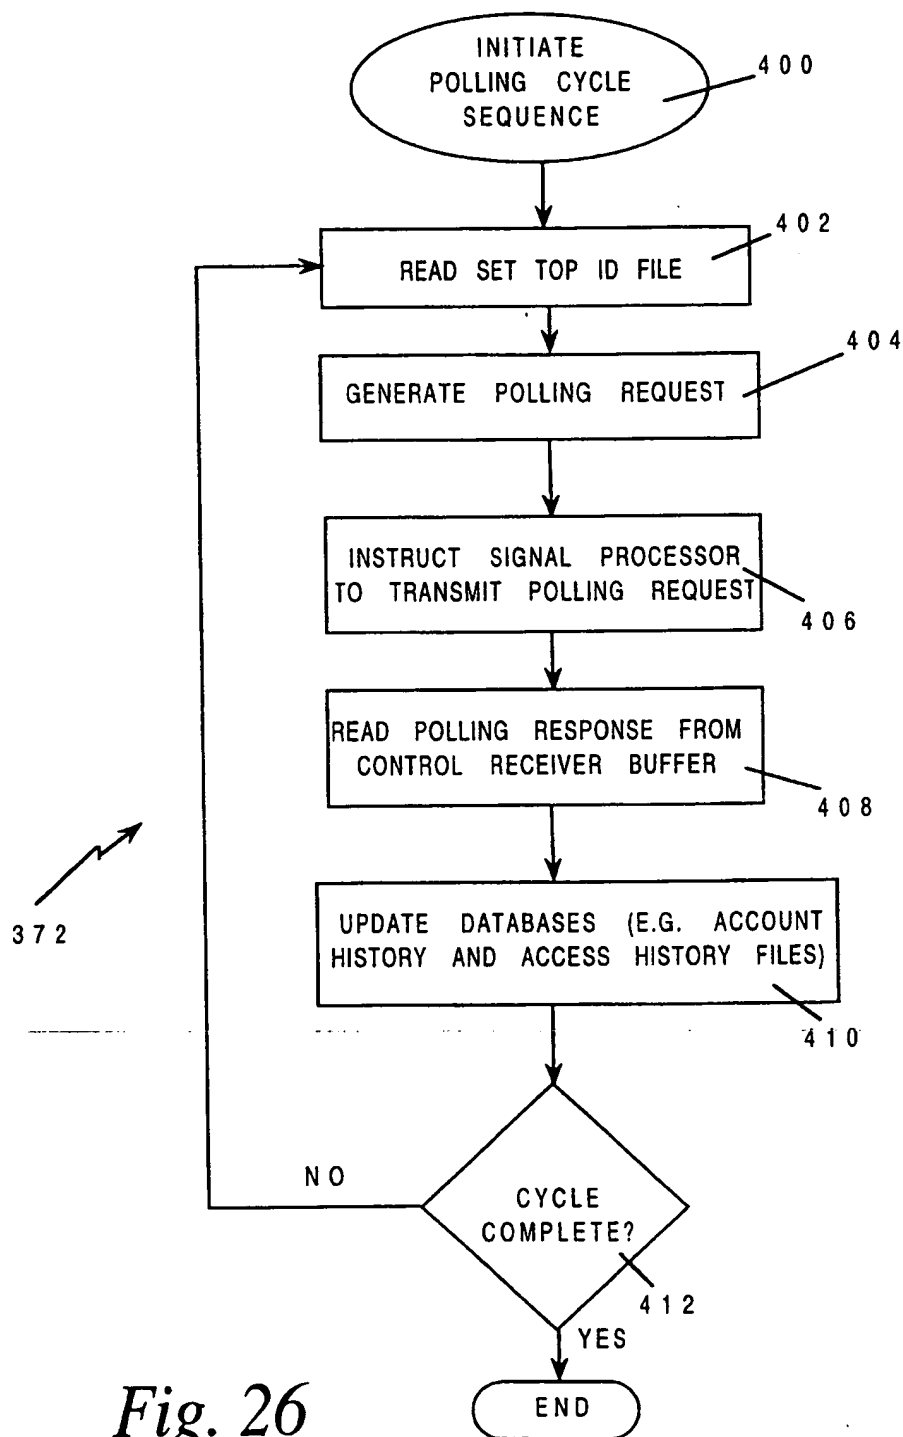 INITIATE
POLLING CYCLE
SEQUENCE
400
402
READ SET TOP ID FILE
404
GENERATE POLLING REQUEST
INSTRUCT SIGNAL PROCESSOR
TO TRANSMIT POLLING REQUEST
406
READ POLLING RESPONSE FROM
CONTROL RECEIVER BUFFER
408
372
UPDATE DATABASES (E.G. ACCOUNT
HISTORY AND ACCESS HISTORY FILES)
410
NO
CYCLE
COMPLETE?
412
YES
END
Fig. 26